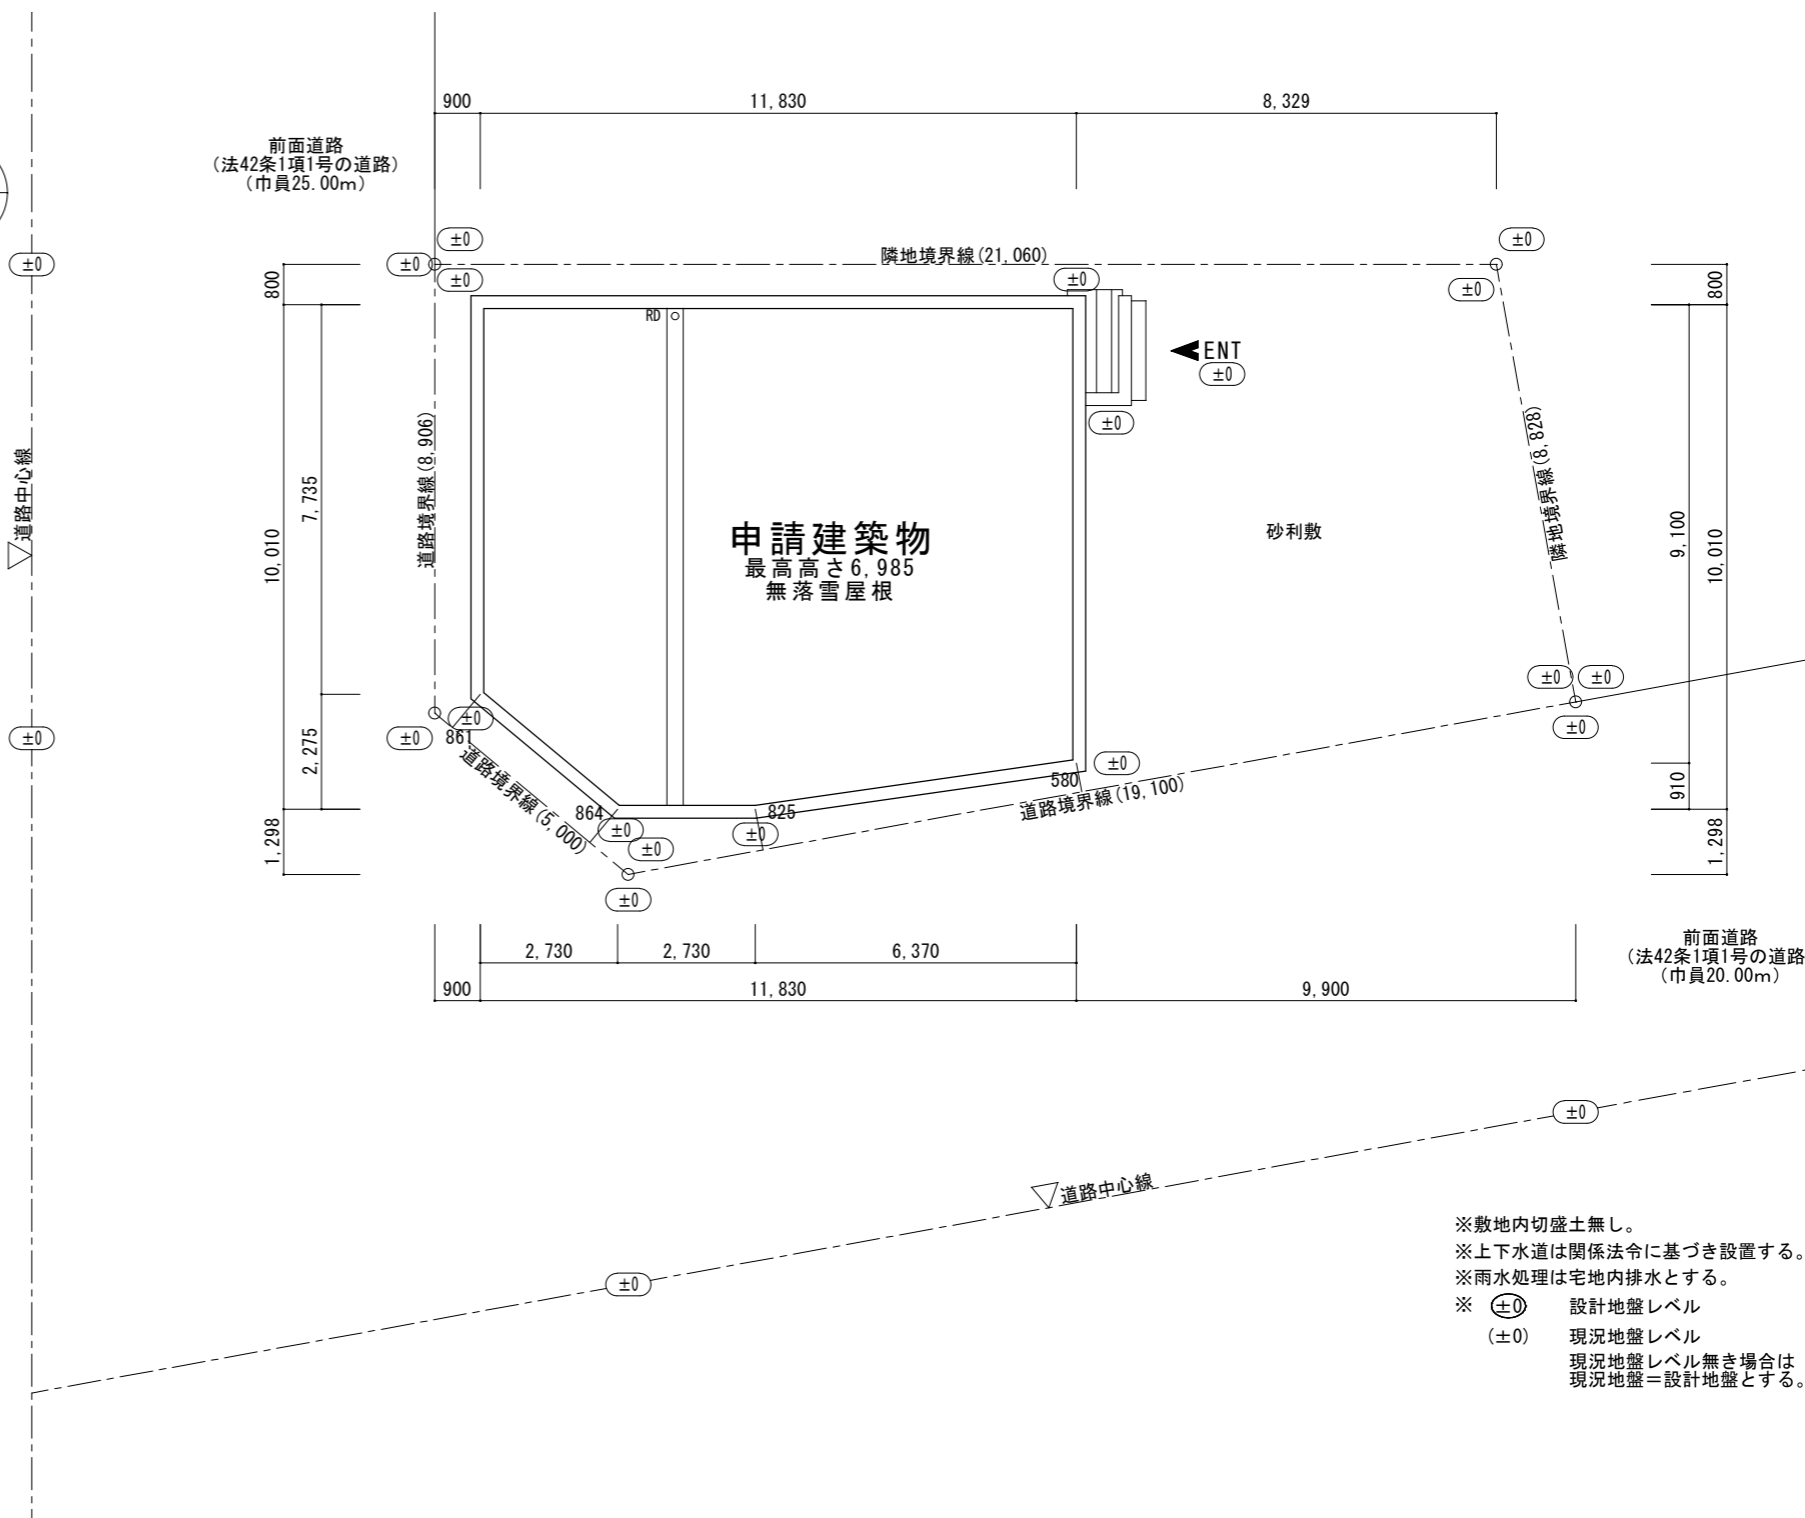 900
11,830
8,329
前面道路
(法42条1項1号の道路)
(巾員25.00m)
±0
±0
±0
±0
±0
隣地境界線(21,060)
±0
±0
±0
800
800
RD
ENT
±0
±0
道路境界線(8,906)
隣地境界線(8,828)
道路中心線
7,735
10,010
申請建築物
最高高さ6,985
無落雪屋根
砂利敷
9,100
10,010
±0
±0
±0
±0
±0
±0
861
道路境界線(5,000)
2,275
±0
580
道路境界線(19,100)
910
864
825
±0
±0
±0
±0
1,298
1,298
2,730
2,730
6,370
900
11,830
9,900
前面道路
(法42条1項1号の道路
(巾員20.00m)
±0
道路中心線
±0
※敷地内切盛土無し。
※上下水道は関係法令に基づき設置する。
※雨水処理は宅地内排水とする。
※ ±0 設計地盤レベル
(±0) 現況地盤レベル
現況地盤レベル無き場合は
現況地盤＝設計地盤とする。